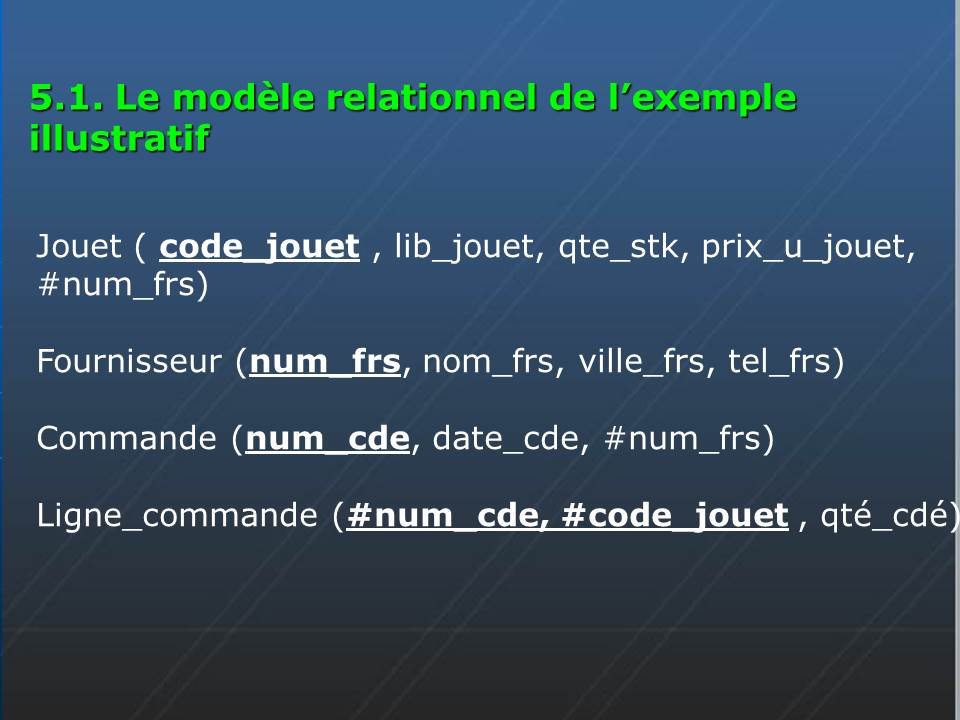 5.1. Le modèle relationnel de l’exemple
illustratif
Jouet ( code_jouet , lib_jouet, qte_stk, prix_u_jouet,
#num_frs)
Fournisseur (num_frs, nom_frs, ville_frs, tel_frs)
Commande (num_cde, date_cde, #num_frs)
Ligne_commande (#num_cde, #code_jouet , qté_cdé)